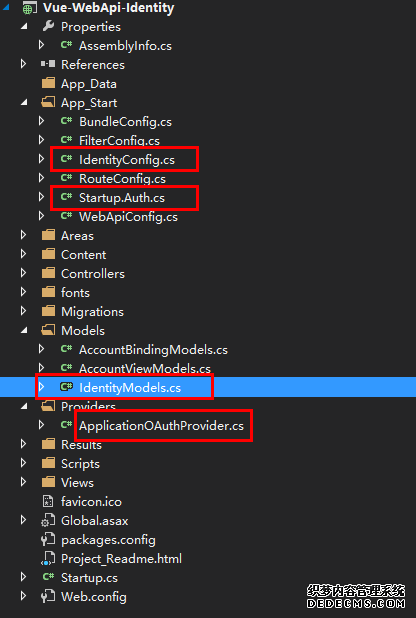 Vue-WebApi-Identity
Properties
C# AssemblyInfo.cs
References
App_Data
App_Start
C# BundleConfig.cs
C# FilterConfig.cs
C# IdentityConfig.cs
C# RouteConfig.cs
C# Startup.Auth.cs
C# WebApiConfig.cs
Areas
Content
Controllers
fonts
Migrations
Models
C# AccountBindingModels.cs
C# AccountViewModels.cs
C# IdentityModels.cs
Providers
C# ApplicationOAuthProvider.cs
Results
Scripts
Views
favicon.ico
Global.asax
packages.config
Project_Readme.html
C# Startup.cs
Web.config
织梦内容管理系统
DEDECMS.COM